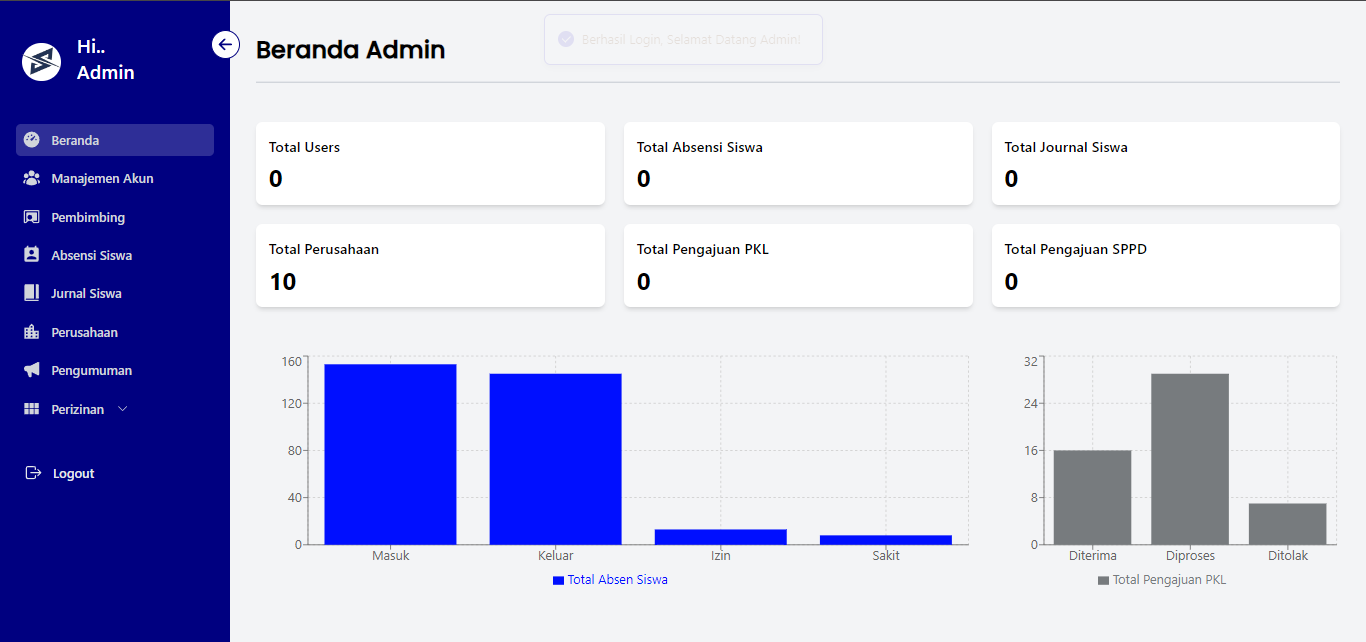 Hi..
Admin
Beranda
Manajemen Akun
Pembimbing
Absensi Siswa
Jurnal Siswa
Perusahaan
Pengumuman
Perizinan
Logout
Beranda Admin
Berhasil Login, Selamat Datang Admin!
Total Users
0
Total Absensi Siswa
0
Total Journal Siswa
0
Total Perusahaan
10
Total Pengajuan PKL
0
Total Pengajuan SPPD
0
160
120
80
40
0
Masuk Keluar Izin Sakit
Total Absen Siswa
32
24
16
8
0
Diterima Diproses Ditolak
Total Pengajuan PKL